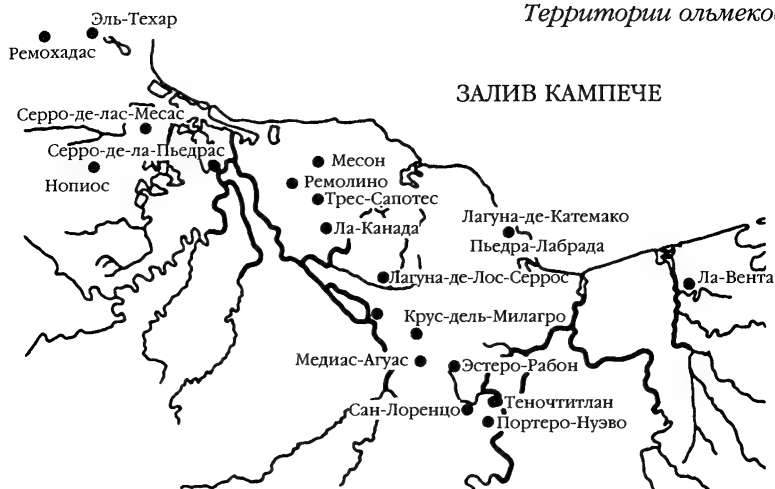 Территории ольмеков
Эль-Техар
Ремохадас
ЗАЛИВ КАМПЕЧЕ
Серро-де-лас-Месас
Серро-де-ла-Пьедрас
Нопиос
Месон
Ремолино
Трес-Сапотес
Ла-Канада
Лагуна-де-Катемако
Пьедра-Лабрада
Лагуна-де-Лос-Серрос
Ла-Вента
Крус-дель-Милагро
Медиас-Агуас
Эстеро-Рабон
Сан-Лоренцо
Теночтитлан
Портеро-Нуэво